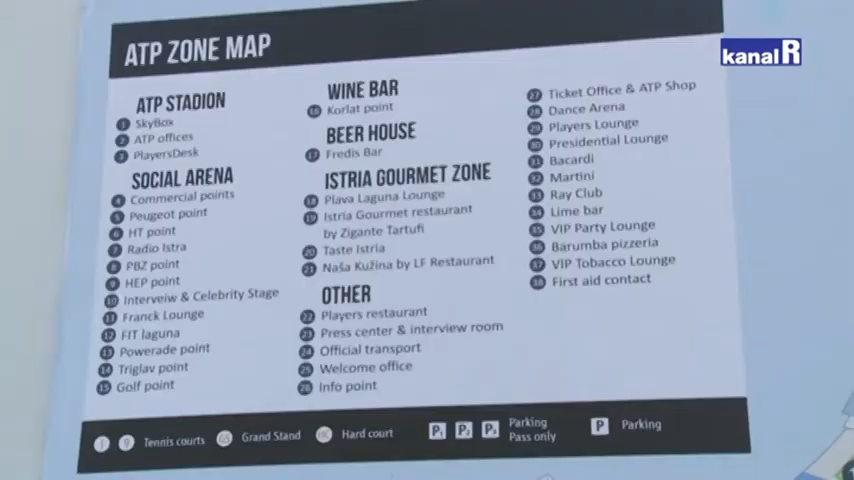 kanal R
ATP ZONE MAP
ATP STADION
1 SkyBox
2 ATP offices
3 PlayersDesk
SOCIAL ARENA
4 Commercial points
5 Peugeot point
6 HT point
7 Radio Istra
8 PBZ point
9 HEP point
10 Interveiw & Celebrity Stage
11 Franck Lounge
12 FIT laguna
13 Powerade point
14 Triglav point
15 Golf point
WINE BAR
16 Korlat point
BEER HOUSE
17 Fredis Bar
ISTRIA GOURMET ZONE
18 Plava Laguna Lounge
19 Istria Gourmet restaurant
by Zigante Tartufi
20 Taste Istria
21 Naša Kužina by LF Restaurant
OTHER
22 Players restaurant
23 Press center & interview room
24 Official transport
25 Welcome office
26 Info point
27 Ticket Office & ATP Shop
28 Dance Arena
29 Players Lounge
30 Presidential Lounge
31 Bacardi
32 Martini
33 Ray Club
34 Lime bar
35 VIP Party Lounge
36 Barumba pizzeria
37 VIP Tobacco Lounge
38 First aid contact
1 9 Tennis courts
GS Grand Stand
HC Hard court
P1 P2 P3 Parking
Pass only
P Parking